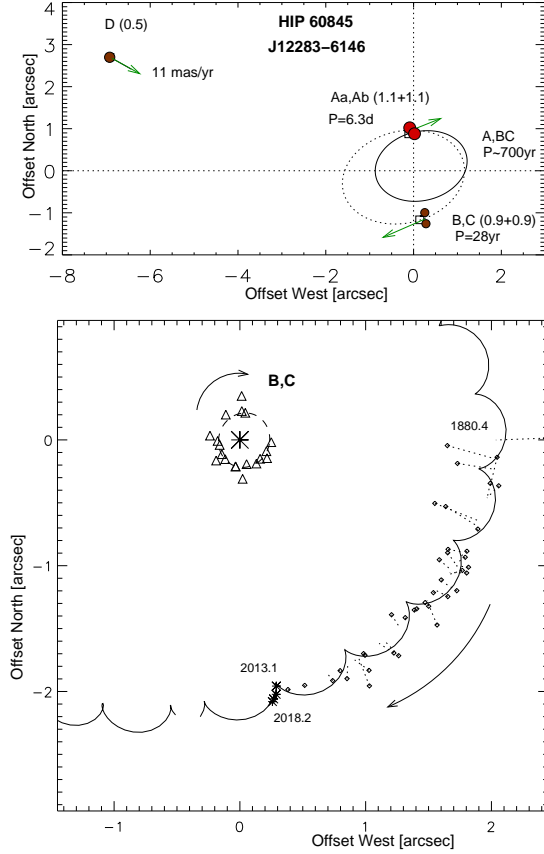 HIP 60845
J12283−6146
D (0.5)
11 mas/yr
Aa,Ab (1.1+1.1)
P=6.3d
A,BC
P~700yr
B,C (0.9+0.9)
P=28yr
Offset North [arcsec]
4
3
2
1
0
−1
−2
−8
−6
−4
−2
0
2
Offset West [arcsec]
B,C
1880.4
2013.1
2018.2
Offset North [arcsec]
0
−1
−2
−1
0
1
2
Offset West [arcsec]